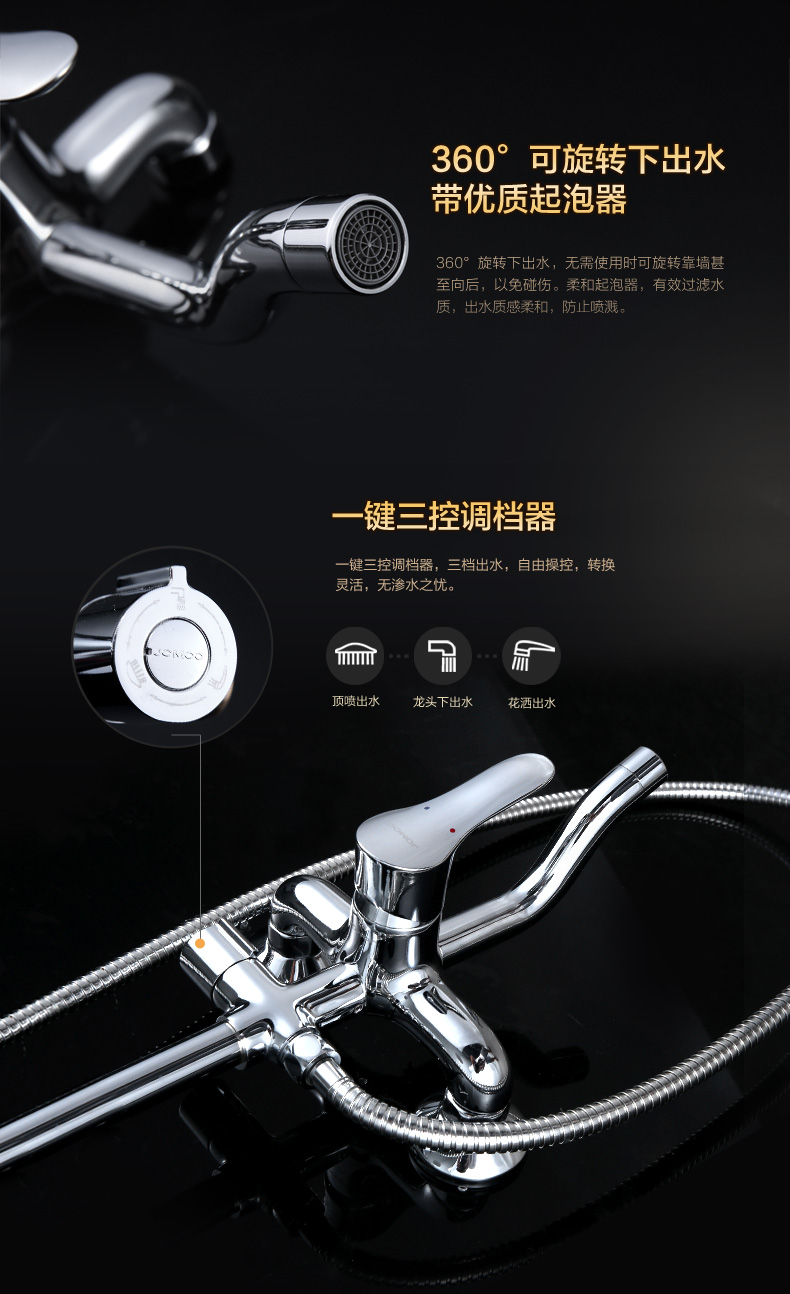 360°可旋转下出水
带优质起泡器
360°旋转下出水，无需使用时可旋转靠墙甚
至向后，以免碰伤。柔和起泡器，有效过滤水
质，出水质感柔和，防止喷溅。
一键三控调档器
一键三控调档器，三档出水，自由操控，转换
灵活，无渗水之忧。
JOMOO
顶喷出水
龙头下出水
花洒出水